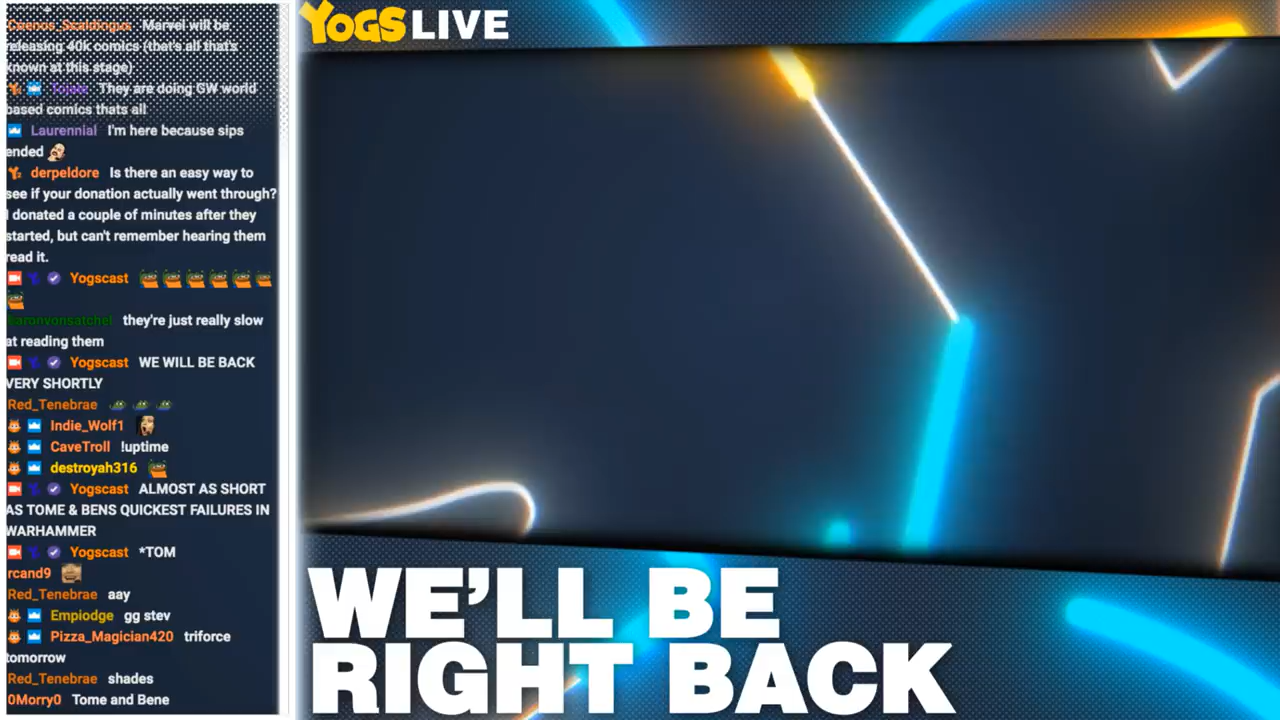 Marvel will be
releasing 40k comics (that's all that's
known at this stage)
They are doing GW world
based comics thats all
Laurennial I'm here because sips
ended
derpeldore Is there an easy way to
see if your donation actually went through?
I donated a couple of minutes after they
started, but can't remember hearing them
read it.
Yogscast
they're just really slow
at reading them
Yogscast WE WILL BE BACK
VERY SHORTLY
Red_Tenebrae
Indie_Wolf1
CaveTroll !uptime
destroyah316
Yogscast ALMOST AS SHORT
AS TOME & BENS QUICKEST FAILURES IN
WARHAMMER
Yogscast *TOM
rcand9
Red_Tenebrae aay
Empiodge gg stev
Pizza_Magician420 triforce
tomorrow
Red_Tenebrae shades
0Morry0 Tome and Bene
YOGS LIVE
WE'LL BE
RIGHT BACK